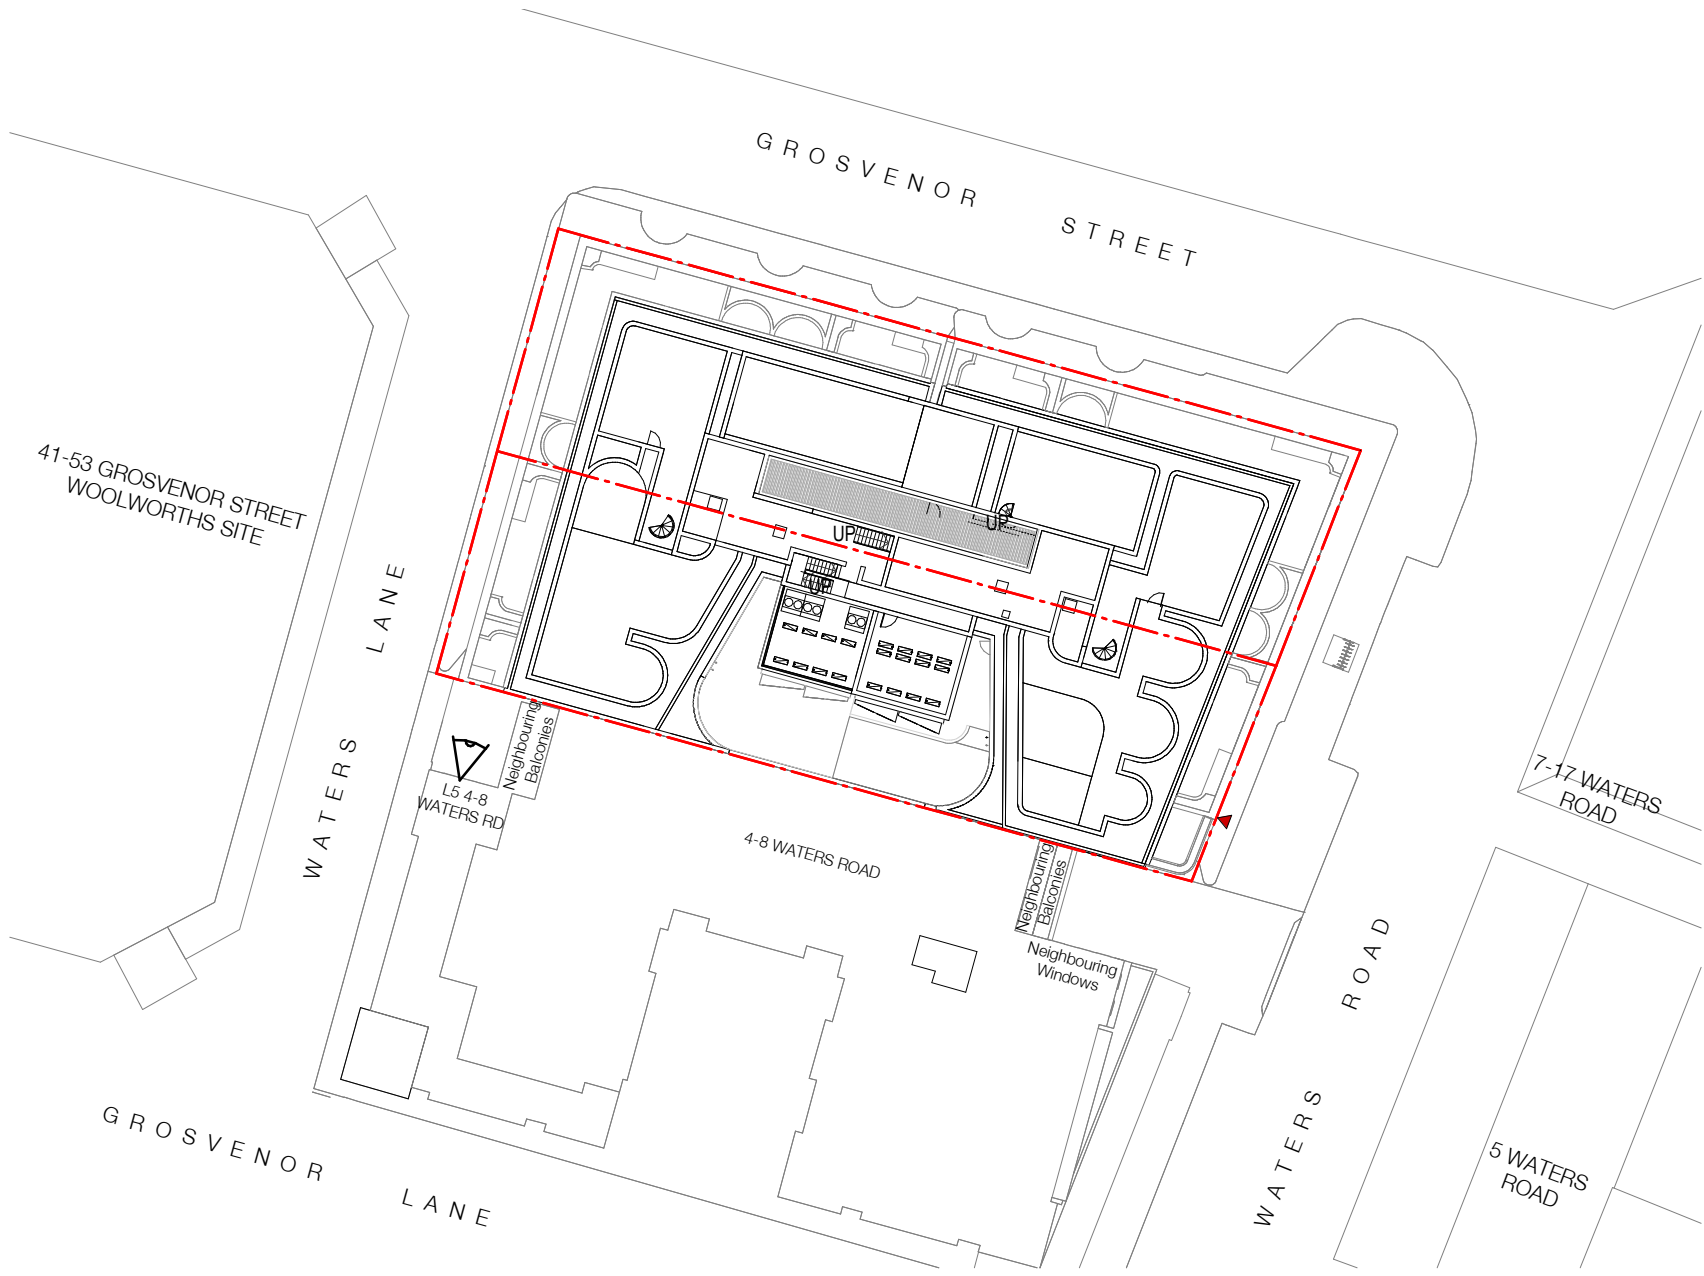 GROSVENOR STREET
41-53 GROSVENOR STREET
WOOLWORTHS SITE
UP
UP
UP
WATERS LANE
Neighbouring
Balconies
L5 4-8
WATERS RD
4-8 WATERS ROAD
Neighbouring
Balconies
Neighbouring
Windows
7-17 WATERS
ROAD
WATERS ROAD
GROSVENOR LANE
5 WATERS
ROAD